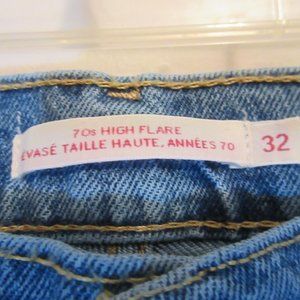 70s HIGH FLARE
EVASÉ TAILLE HAUTE, ANNÉES 70
32